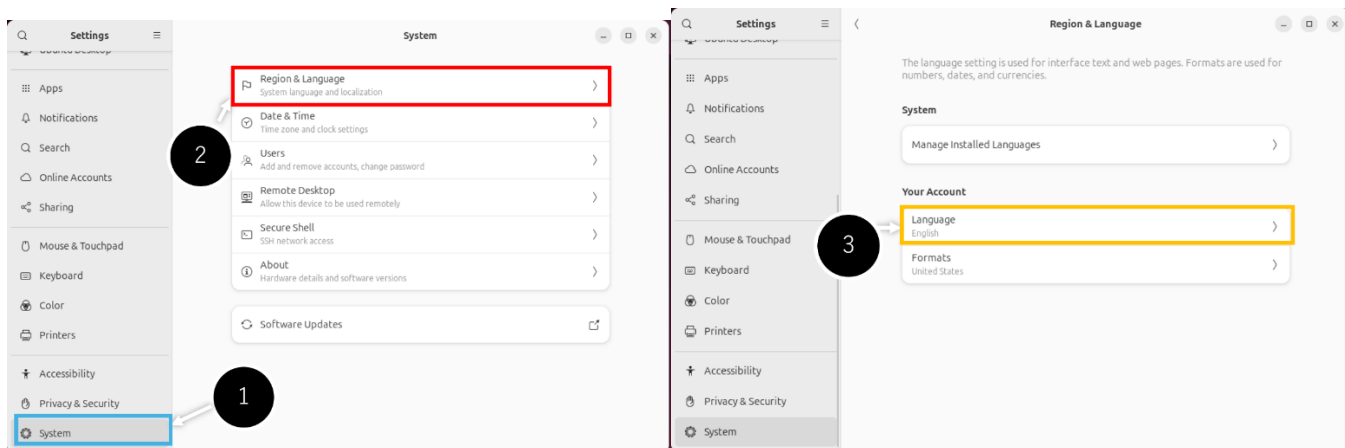 Settings
System
Ubuntu Desktop
Apps
Notifications
Search
Online Accounts
Sharing
Mouse & Touchpad
Keyboard
Color
Printers
Accessibility
Privacy & Security
System
Region & Language
System language and localization
Date & Time
Time zone and clock settings
Users
Add and remove accounts, change password
Remote Desktop
Allow this device to be used remotely
Secure Shell
SSH network access
About
Hardware details and software versions
Software Updates
2
1
Settings
Region & Language
Ubuntu Desktop
Apps
Notifications
Search
Online Accounts
Sharing
Mouse & Touchpad
Keyboard
Color
Printers
Accessibility
Privacy & Security
System
The language setting is used for interface text and web pages. Formats are used for
numbers, dates, and currencies.
System
Manage Installed Languages
Your Account
Language
English
Formats
United States
3